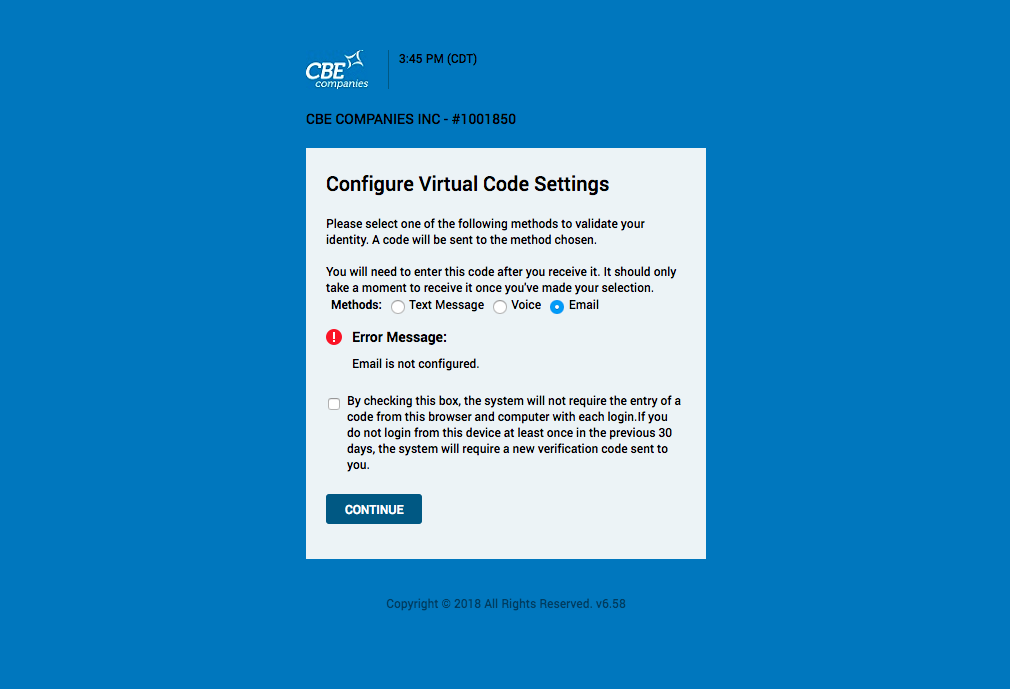 CBE
companies
3:45 PM (CDT)
CBE COMPANIES INC - #1001850
Configure Virtual Code Settings
Please select one of the following methods to validate your
identity. A code will be sent to the method chosen.
You will need to enter this code after you receive it. It should only
take a moment to receive it once you've made your selection.
Methods: Text Message Voice Email
Error Message:
Email is not configured.
By checking this box, the system will not require the entry of a
code from this browser and computer with each login.If you
do not login from this device at least once in the previous 30
days, the system will require a new verification code sent to
you.
CONTINUE
Copyright © 2018 All Rights Reserved. v6.58